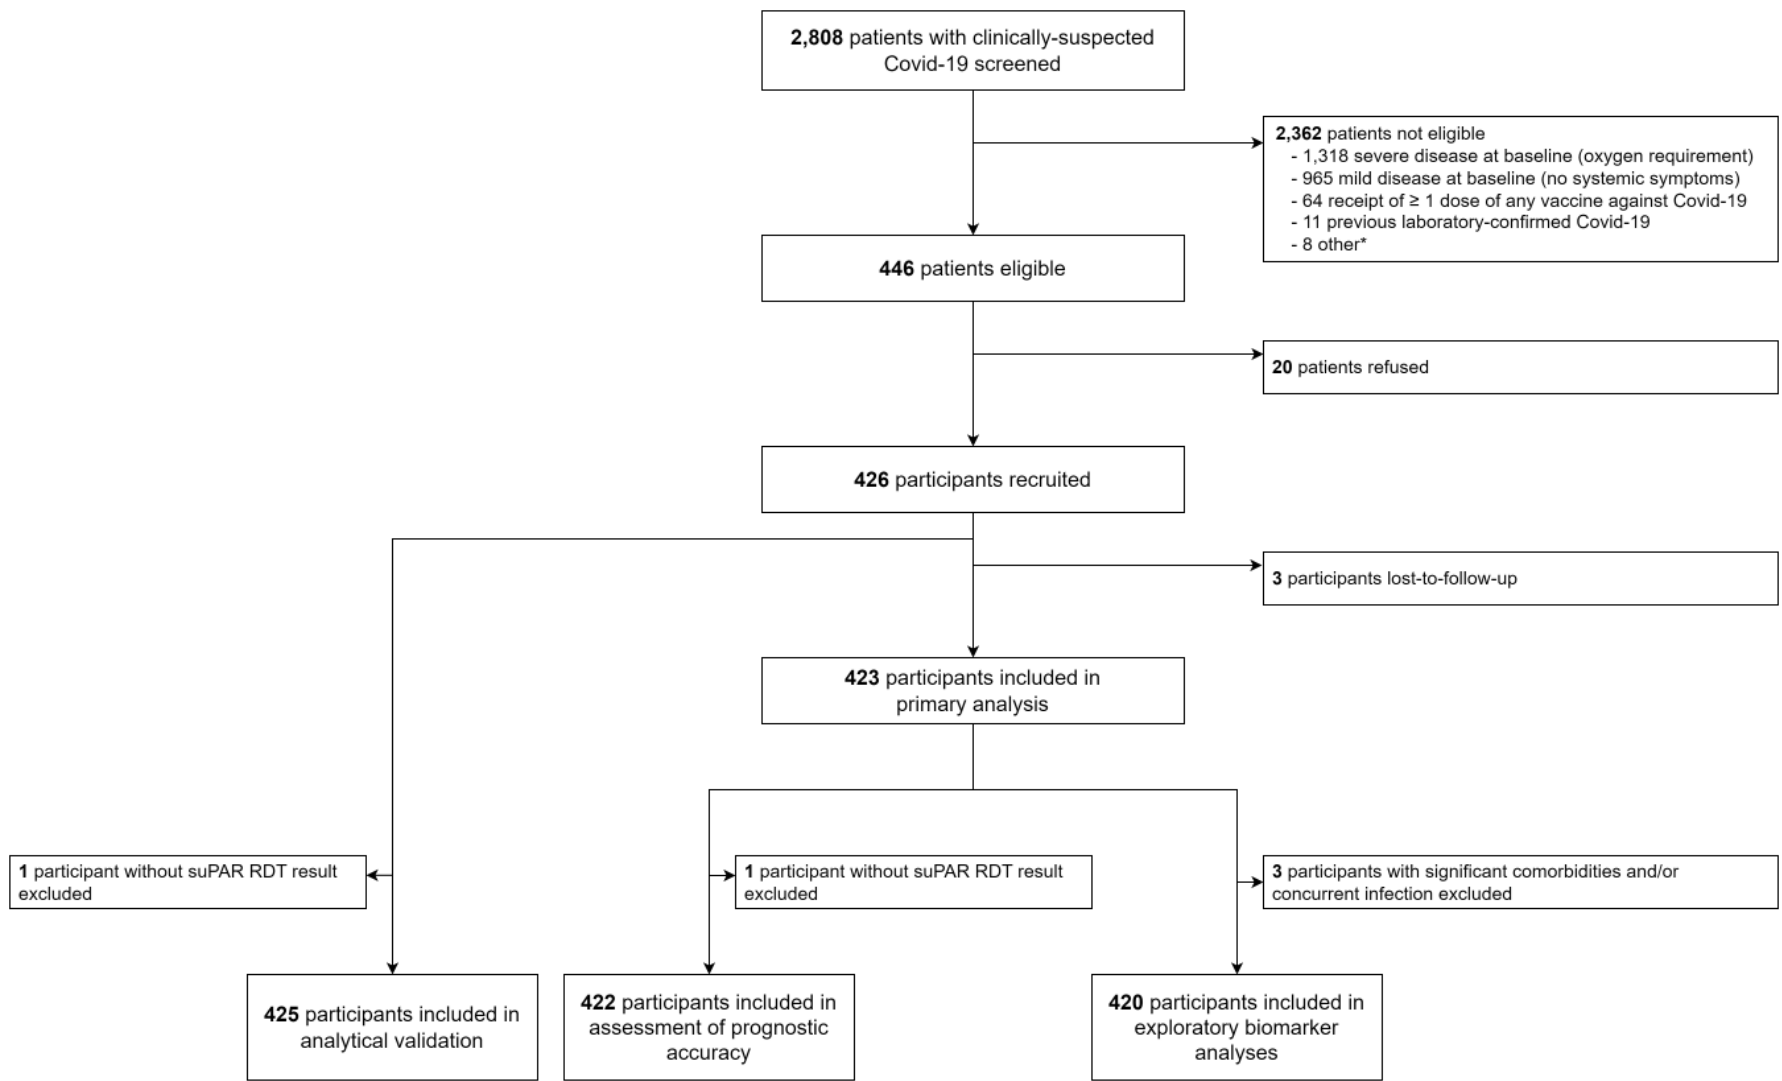 2,808 patients with clinically-suspected
Covid-19 screened
2,362 patients not eligible
- 1,318 severe disease at baseline (oxygen requirement)
- 965 mild disease at baseline (no systemic symptoms)
- 64 receipt of ≥ 1 dose of any vaccine against Covid-19
- 11 previous laboratory-confirmed Covid-19
- 8 other*
446 patients eligible
20 patients refused
426 participants recruited
3 participants lost-to-follow-up
423 participants included in
primary analysis
1 participant without suPAR RDT result
excluded
1 participant without suPAR RDT result
excluded
3 participants with significant comorbidities and/or
concurrent infection excluded
425 participants included in
analytical validation
422 participants included in
assessment of prognostic
accuracy
420 participants included in
exploratory biomarker
analyses